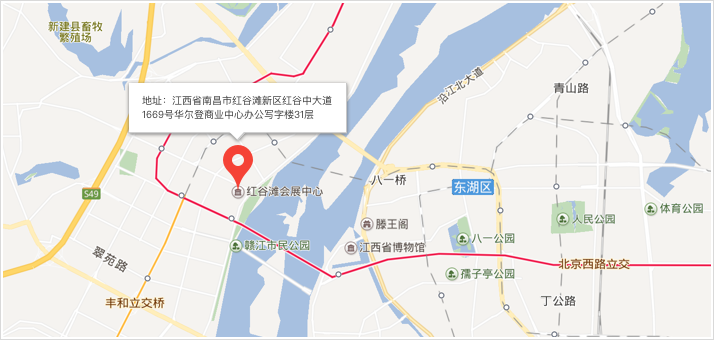 新建县畜牧
繁殖场
沿江北大道
青山路
地址：江西省南昌市红谷滩新区红谷中大道
1669号华尔登商业中心办公写字楼31层
八一桥
东湖区
红谷滩会展中心
S49
体育公园
人民公园
滕王阁
八一公园
赣江市民公园
江西省博物馆
翠苑路
北京西路立交
孺子亭公园
丰和立交桥
丁公路